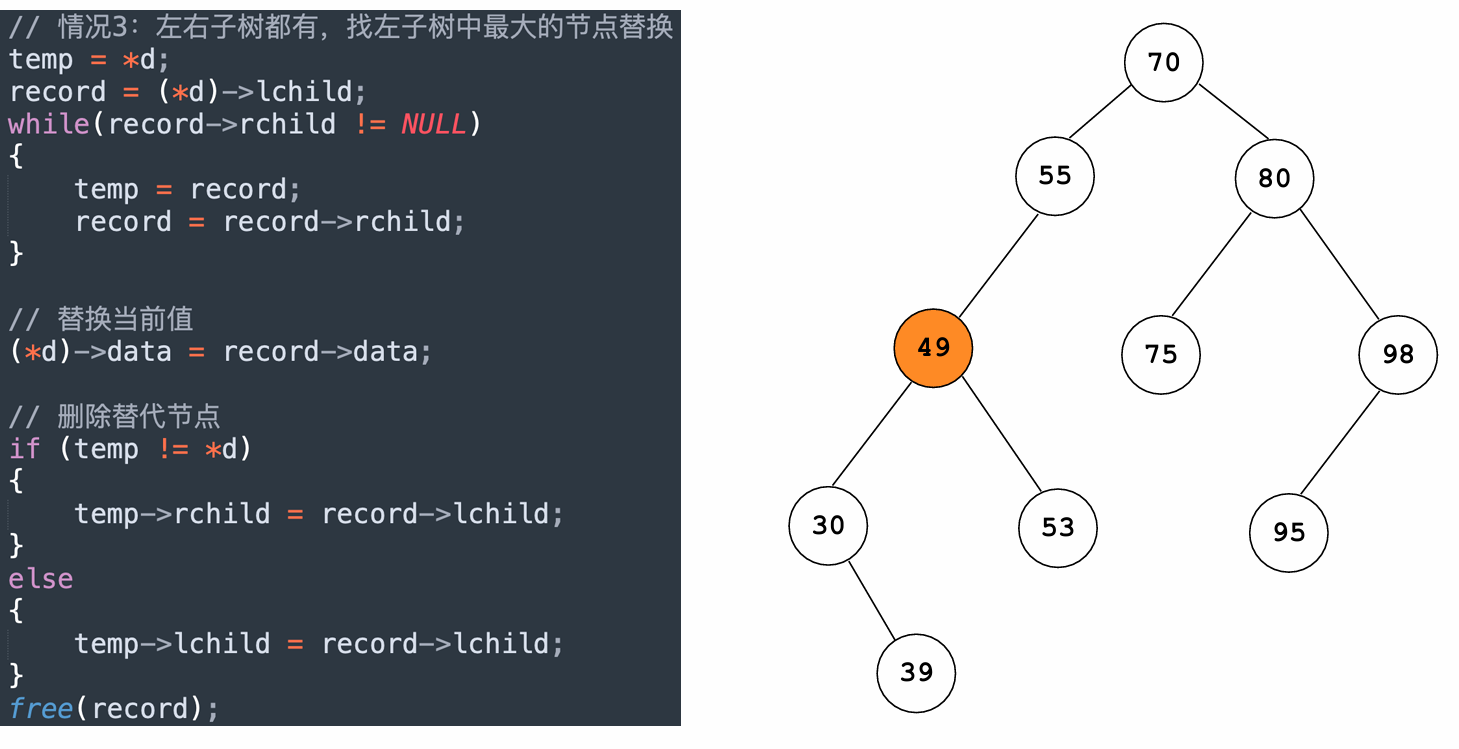 // 情况3: 左右子树都有，找左子树中最大的节点替换
temp = *d;
record = (*d)->lchild;
while(record->rchild != NULL)
{
    temp = record;
    record = record->rchild;
}
// 替换当前值
(*d)->data = record->data;
// 删除替代节点
if (temp != *d)
{
    temp->rchild = record->lchild;
}
else
{
    temp->lchild = record->lchild;
}
free(record);
70
55
80
49
75
98
30
53
95
39